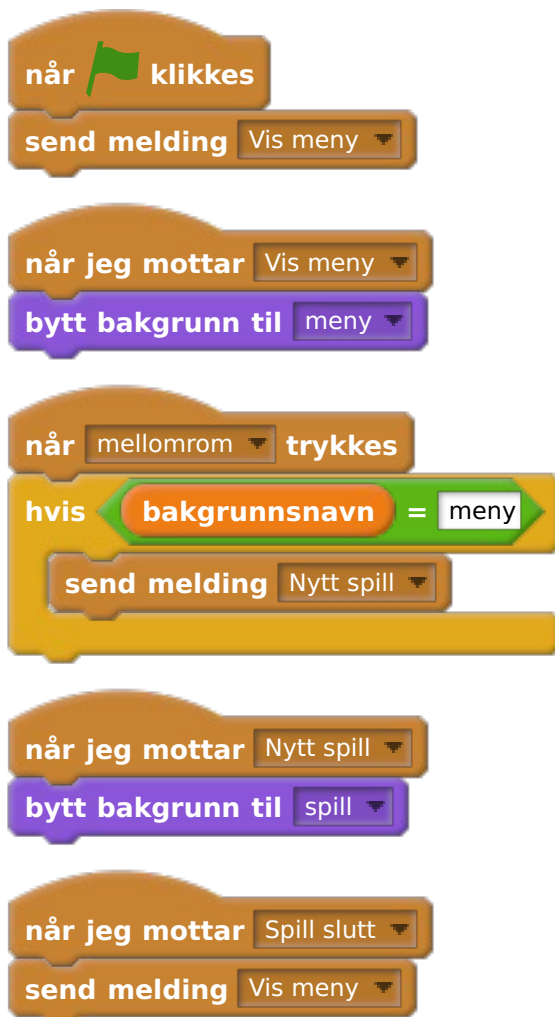 når klikkes
send melding Vis meny
når jeg mottar Vis meny
bytt bakgrunn til meny
når mellomrom trykkes
hvis bakgrunnsnavn = meny
send melding Nytt spill
når jeg mottar Nytt spill
bytt bakgrunn til spill
når jeg mottar Spill slutt
send melding Vis meny